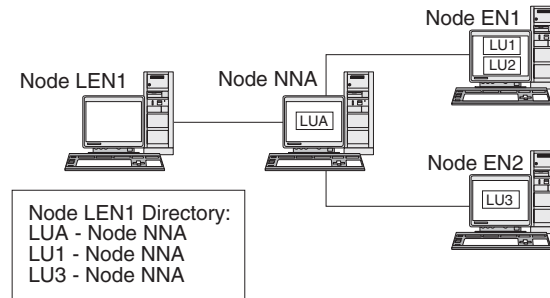 Node EN1
LU1
LU2
Node LEN1
Node NNA
LUA
Node EN2
LU3
Node LEN1 Directory:
LUA - Node NNA
LU1 - Node NNA
LU3 - Node NNA